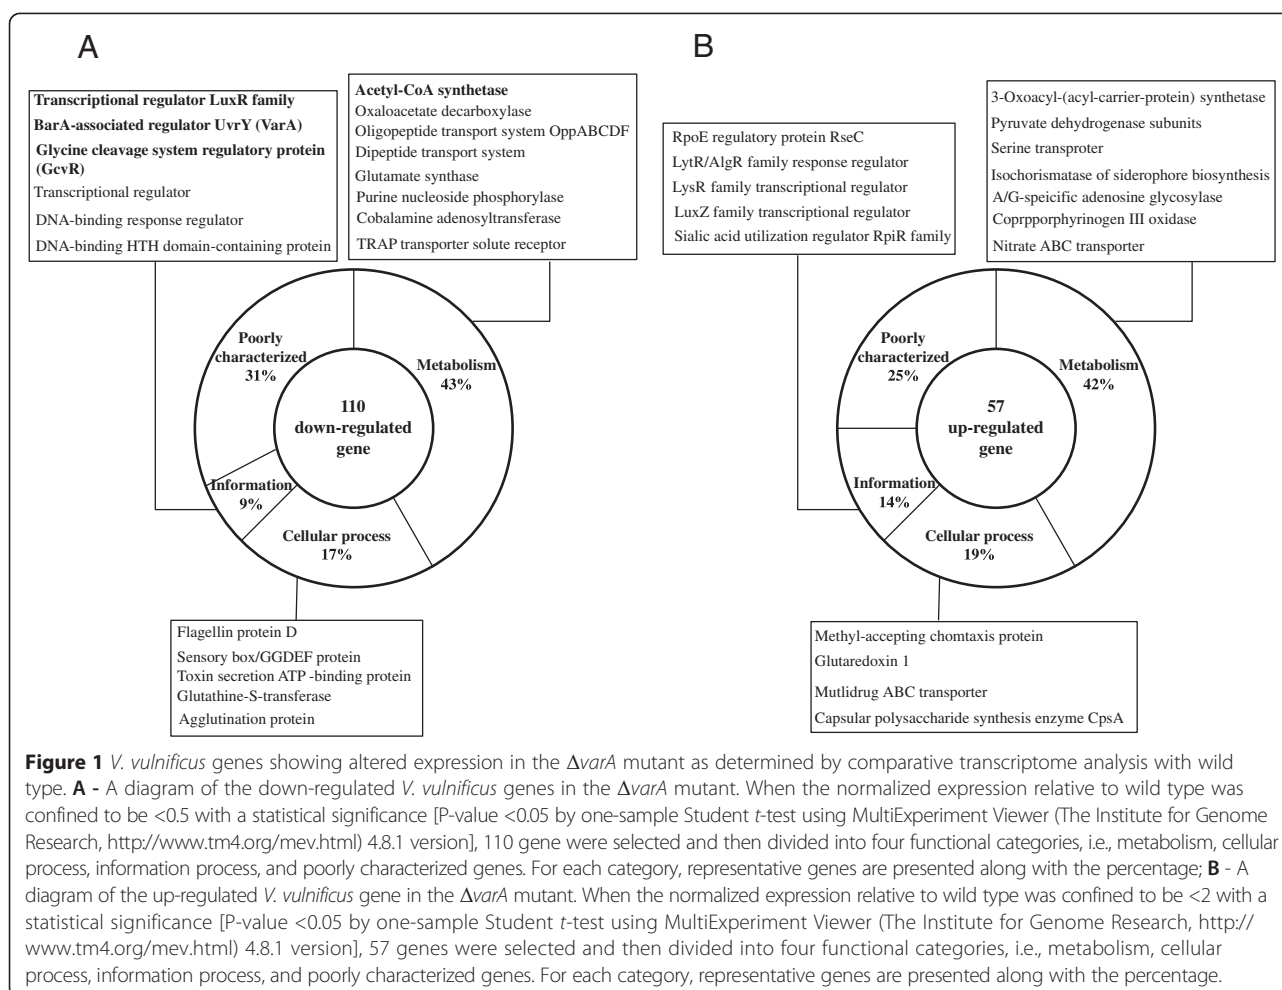 A
Transcriptional regulator LuxR family
BarA-associated regulator UvrY (VarA)
Glycine cleavage system regulatory protein
(GcvR)
Transcriptional regulator
DNA-binding response regulator
DNA-binding HTH domain-containing protein
Acetyl-CoA synthetase
Oxaloacetate decarboxylase
Oligopeptide transport system OppABCDF
Dipeptide transport system
Glutamate synthase
Purine nucleoside phosphorylase
Cobalamine adenosyltransferase
TRAP transporter solute receptor
Poorly
characterized
31%
Metabolism
43%
110
down-regulated
gene
Information
9%
Cellular process
17%
Flagellin protein D
Sensory box/GGDEF protein
Toxin secretion ATP -binding protein
Glutathine-S-transferase
Agglutination protein
B
RpoE regulatory protein RseC
LytR/AlgR family response regulator
LysR family transcriptional regulator
LuxZ family transcriptional regulator
Sialic acid utilization regulator RpiR family
3-Oxoacyl-(acyl-carrier-protein) synthetase
Pyruvate dehydrogenase subunits
Serine transproter
Isochorismatase of siderophore biosynthesis
A/G-speicific adenosine glycosylase
Coprpporphyrinogen III oxidase
Nitrate ABC transporter
Poorly
characterized
25%
Metabolism
42%
57
up-regulated
gene
Information
14%
Cellular process
19%
Methyl-accepting chomtaxis protein
Glutaredoxin 1
Mutlidrug ABC transporter
Capsular polysaccharide synthesis enzyme CpsA
Figure 1 V. vulnificus genes showing altered expression in the ΔvarA mutant as determined by comparative transcriptome analysis with wild
type. A - A diagram of the down-regulated V. vulnificus genes in the ΔvarA mutant. When the normalized expression relative to wild type was
confined to be <0.5 with a statistical significance [P-value <0.05 by one-sample Student t-test using MultiExperiment Viewer (The Institute for Genome
Research, http://www.tm4.org/mev.html) 4.8.1 version], 110 gene were selected and then divided into four functional categories, i.e., metabolism, cellular
process, information process, and poorly characterized genes. For each category, representative genes are presented along with the percentage; B - A
diagram of the up-regulated V. vulnificus gene in the ΔvarA mutant. When the normalized expression relative to wild type was confined to be <2 with a
statistical significance [P-value <0.05 by one-sample Student t-test using MultiExperiment Viewer (The Institute for Genome Research, http://
www.tm4.org/mev.html) 4.8.1 version], 57 genes were selected and then divided into four functional categories, i.e., metabolism, cellular
process, information process, and poorly characterized genes. For each category, representative genes are presented along with the percentage.